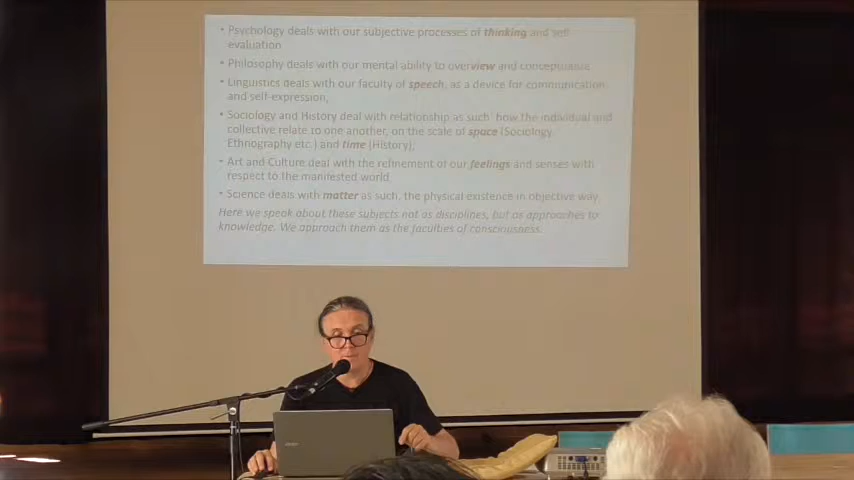 • Psychology deals with our subjective processes of thinking and self
evaluation
• Philosophy deals with our mental ability to overview and conceptualize
• Linguistics deals with our faculty of speech, as a device for communication
and self-expression,
• Sociology and History deal with relationship as such: how the individual and
collective relate to one another, on the scale of space (Sociology
Ethnography etc.) and time (History);
• Art and Culture deal with the refinement of our feelings and senses with
respect to the manifested world
• Science deals with matter as such, the physical existence in objective way.
Here we speak about these subjects not as disciplines, but as approaches to
knowledge. We approach them as the faculties of consciousness.
acer